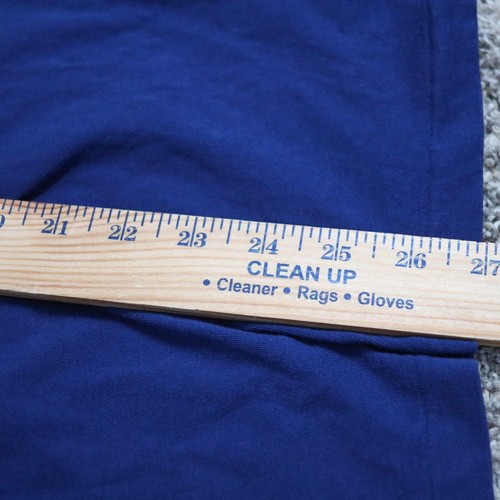 21 22 23 24 25 26 27
CLEAN UP
• Cleaner • Rags • Gloves